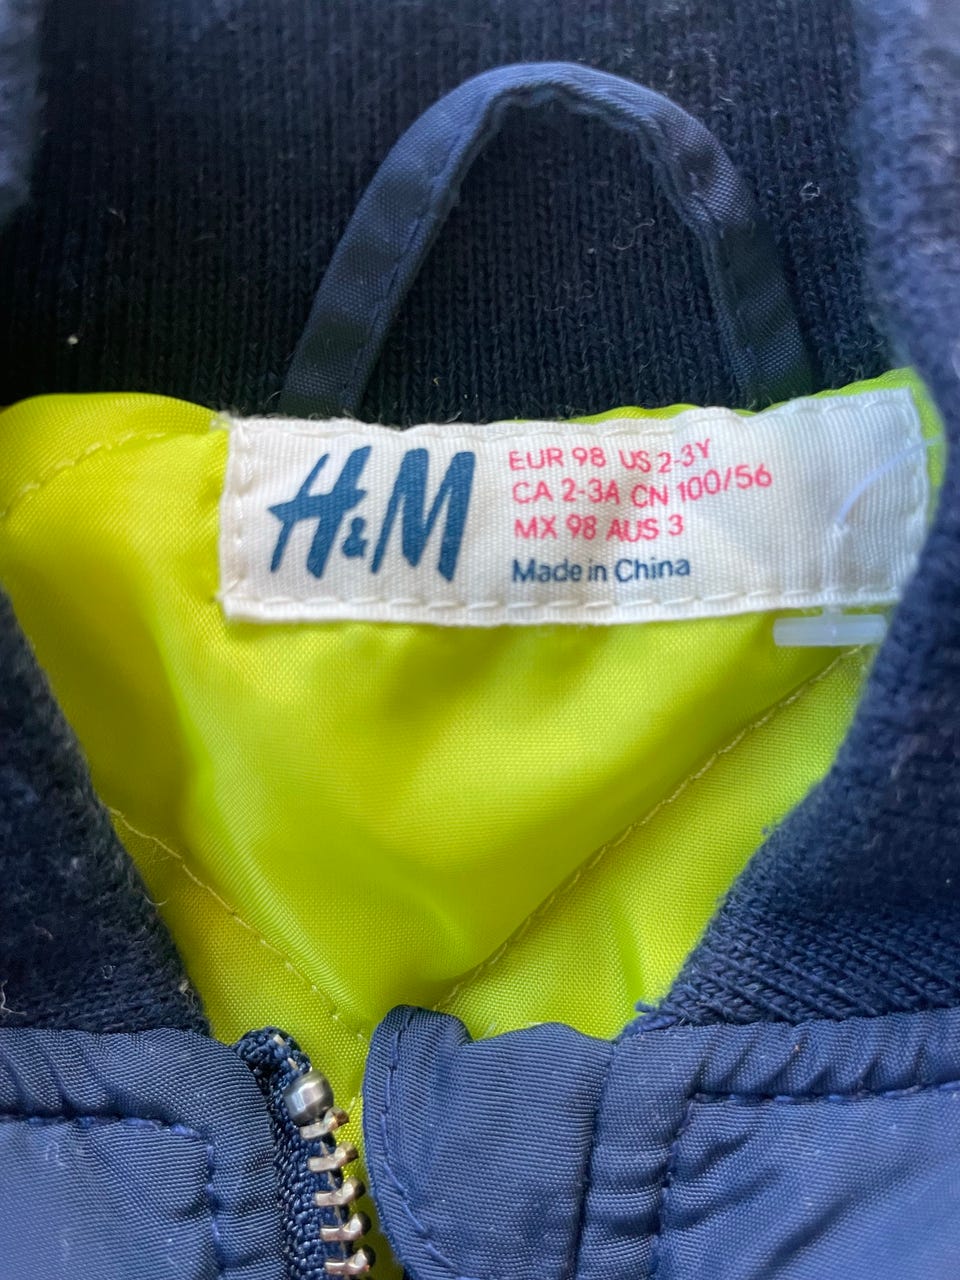 H&M
EUR 98 US 2-3Y
CA 2-3A CN 100/56
MX 98 AUS 3
Made in China